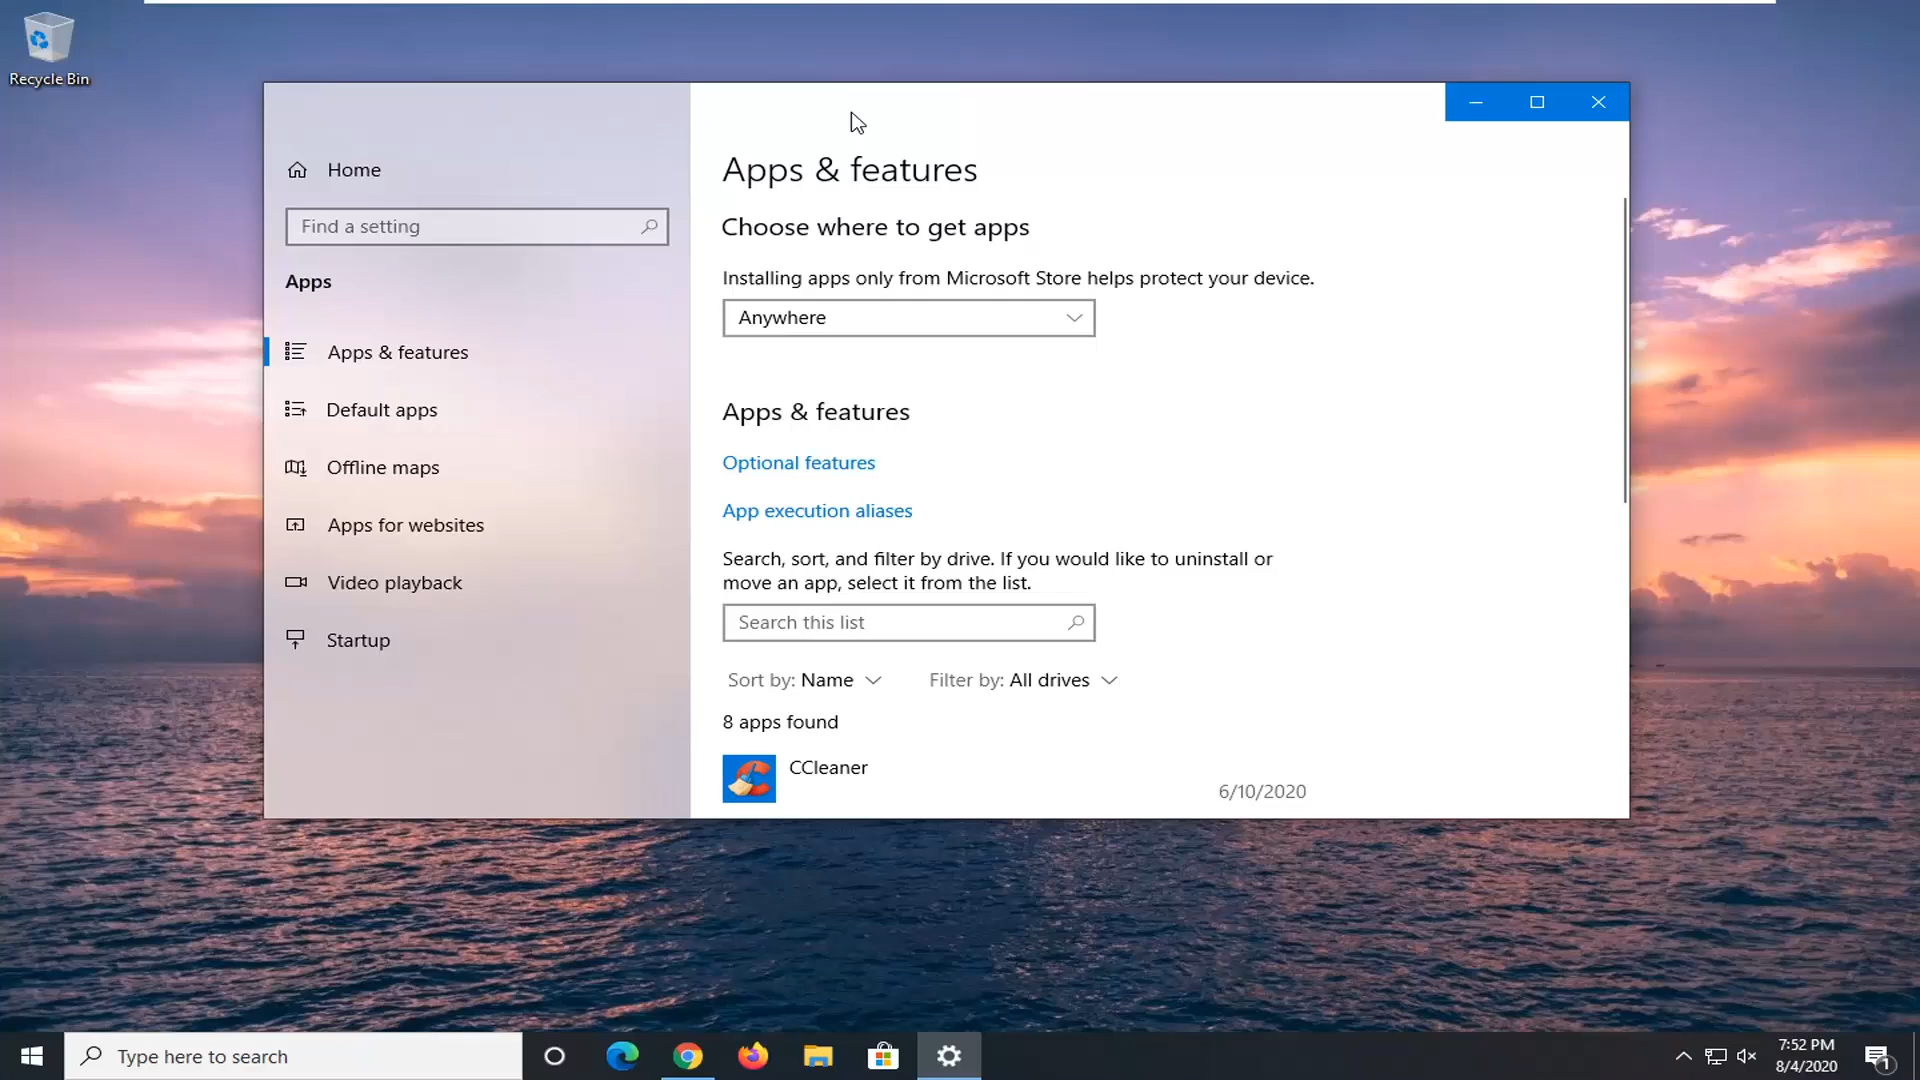 Recycle Bin
Home
Find a setting
Apps
Apps & features
Default apps
Offline maps
Apps for websites
Video playback
Startup
Apps & features
Choose where to get apps
Installing apps only from Microsoft Store helps protect your device.
Anywhere
Apps & features
Optional features
App execution aliases
Search, sort, and filter by drive. If you would like to uninstall or
move an app, select it from the list.
Search this list
Sort by: Name
Filter by: All drives
8 apps found
CCleaner
6/10/2020
Type here to search
7:52 PM
8/4/2020
1